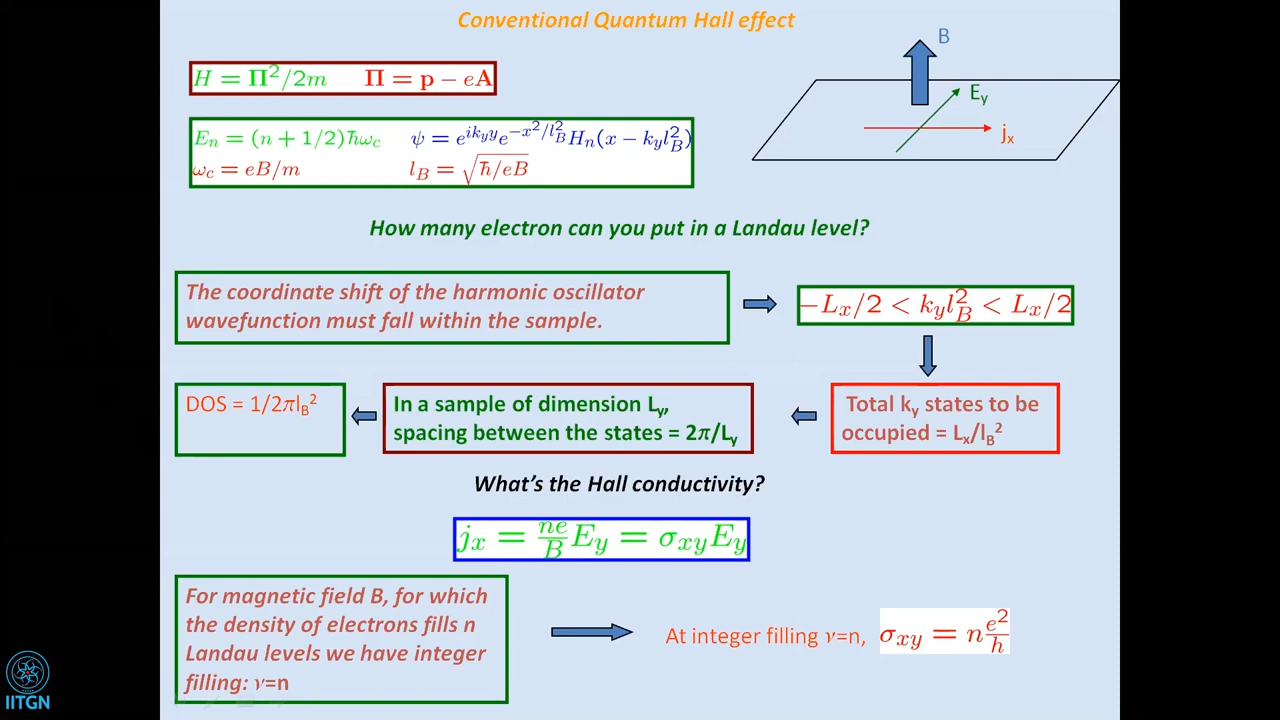 Conventional Quantum Hall effect
H = Π²/2m Π = p − eA
B
E_y
j_x
E_n = (n + 1/2)ℏω_c ψ = e^{ik_y y}e^{−x²/l_B²}H_n(x − k_y l_B²)
ω_c = eB/m l_B = √(ℏ/eB)
How many electron can you put in a Landau level?
The coordinate shift of the harmonic oscillator
wavefunction must fall within the sample.
−L_x/2 < k_y l_B² < L_x/2
DOS = 1/2πl_B²
In a sample of dimension L_y,
spacing between the states = 2π/L_y
Total k_y states to be
occupied = L_x/l_B²
What's the Hall conductivity?
j_x = ne/B E_y = σ_xy E_y
For magnetic field B, for which
the density of electrons fills n
Landau levels we have integer
filling: ν=n
At integer filling ν=n, σ_xy = n e²/h
IITGN